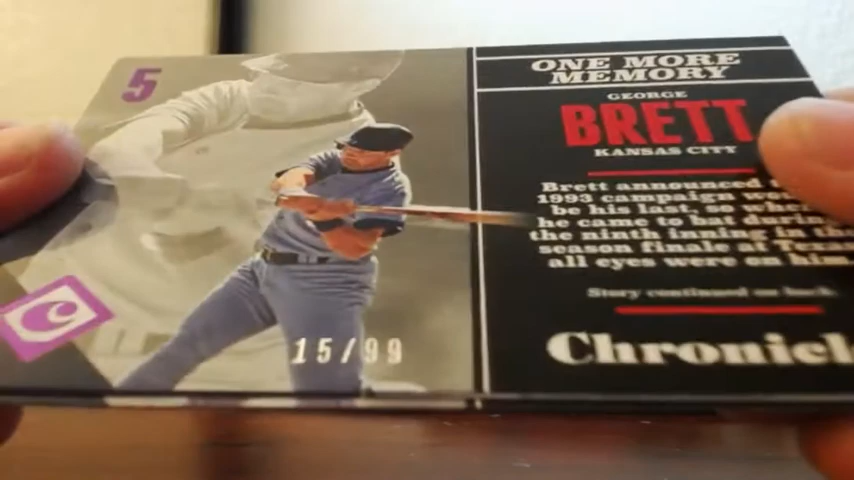 5
ONE MORE
MEMORY
GEORGE
BRETT
KANSAS CITY
Brett announced
1993 campaign
be his last, so when
he came to bat during
the ninth inning in the
season finale at Texas,
all eyes were on him.
Story continued on back.
Chronicles
C
15/99